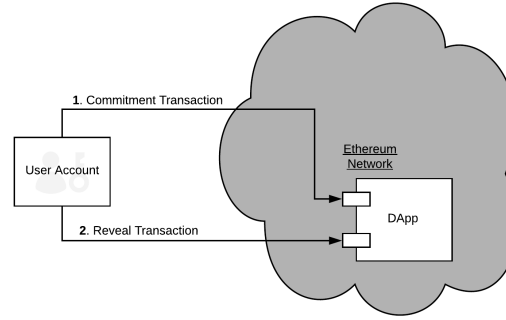 1. Commitment Transaction
Ethereum
Network
User Account
DApp
2. Reveal Transaction